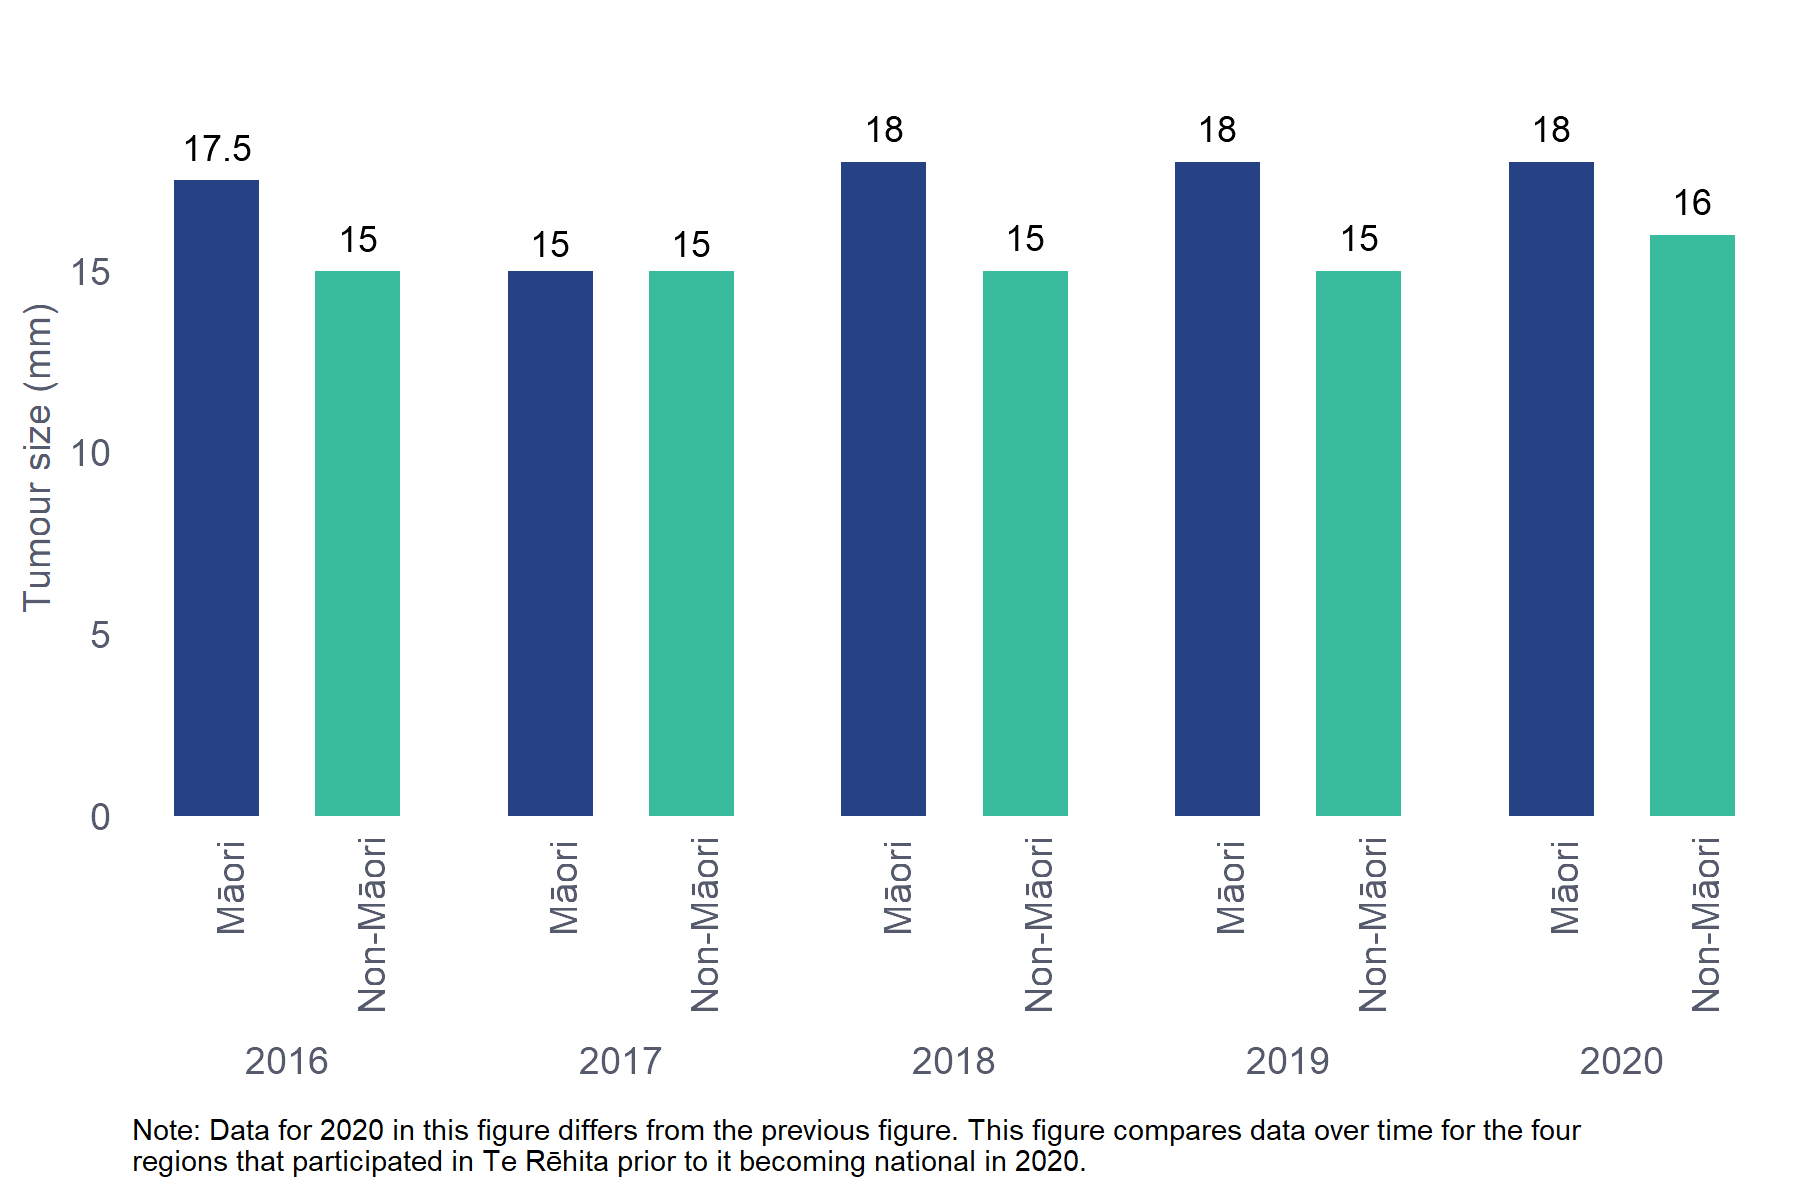 17.5
15
15
15
18
15
18
15
18
16
Tumour size (mm)
15
10
5
0
Māori
Non-Māori
Māori
Non-Māori
Māori
Non-Māori
Māori
Non-Māori
Māori
Non-Māori
2016
2017
2018
2019
2020
Note: Data for 2020 in this figure differs from the previous figure. This figure compares data over time for the four
regions that participated in Te Rēhita prior to it becoming national in 2020.